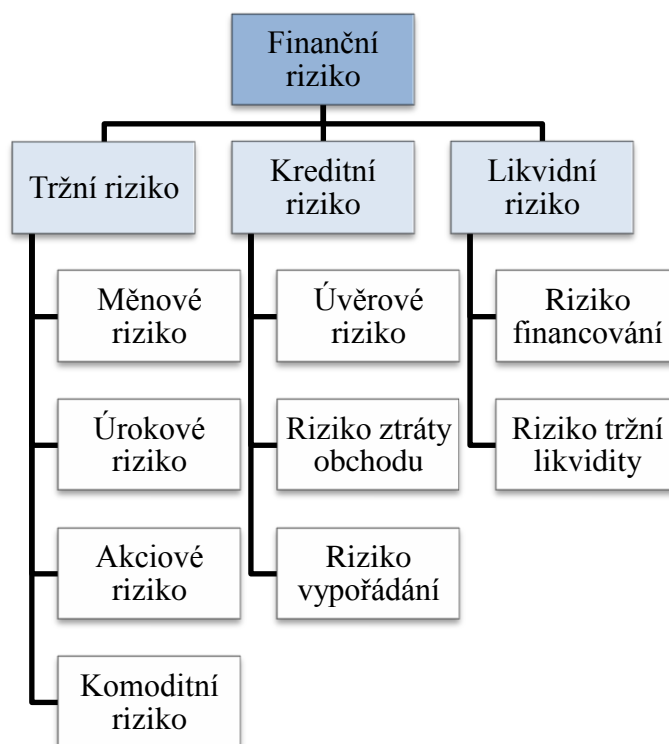 Finanční
riziko
Tržní riziko
Kreditní
riziko
Likvidní
riziko
Měnové
riziko
Úvěrové
riziko
Riziko
financování
Úrokové
riziko
Riziko ztráty
obchodu
Riziko tržní
likvidity
Akciové
riziko
Riziko
vypořádání
Komoditní
riziko